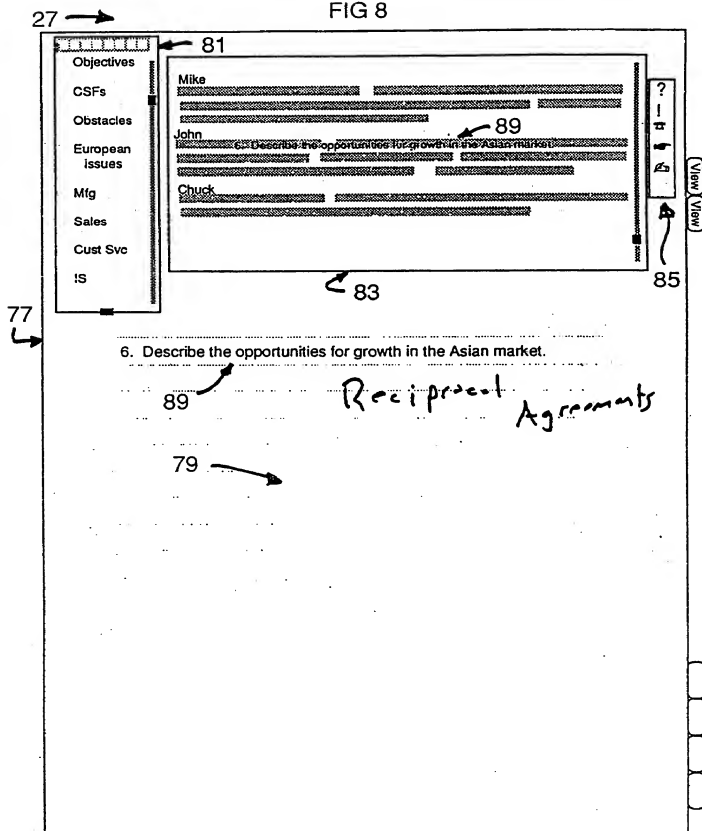 FIG 8
27
81
Objectives
CSFs
Obstacles
European
Issues
Mfg
Sales
Cust Svc
IS
Mike
John
89
6. Describe the opportunities for growth in the Asian market.
Chuck
?
!
(View)
(View)
85
83
77
6. Describe the opportunities for growth in the Asian market.
89
Reciprocal
Agreements
79